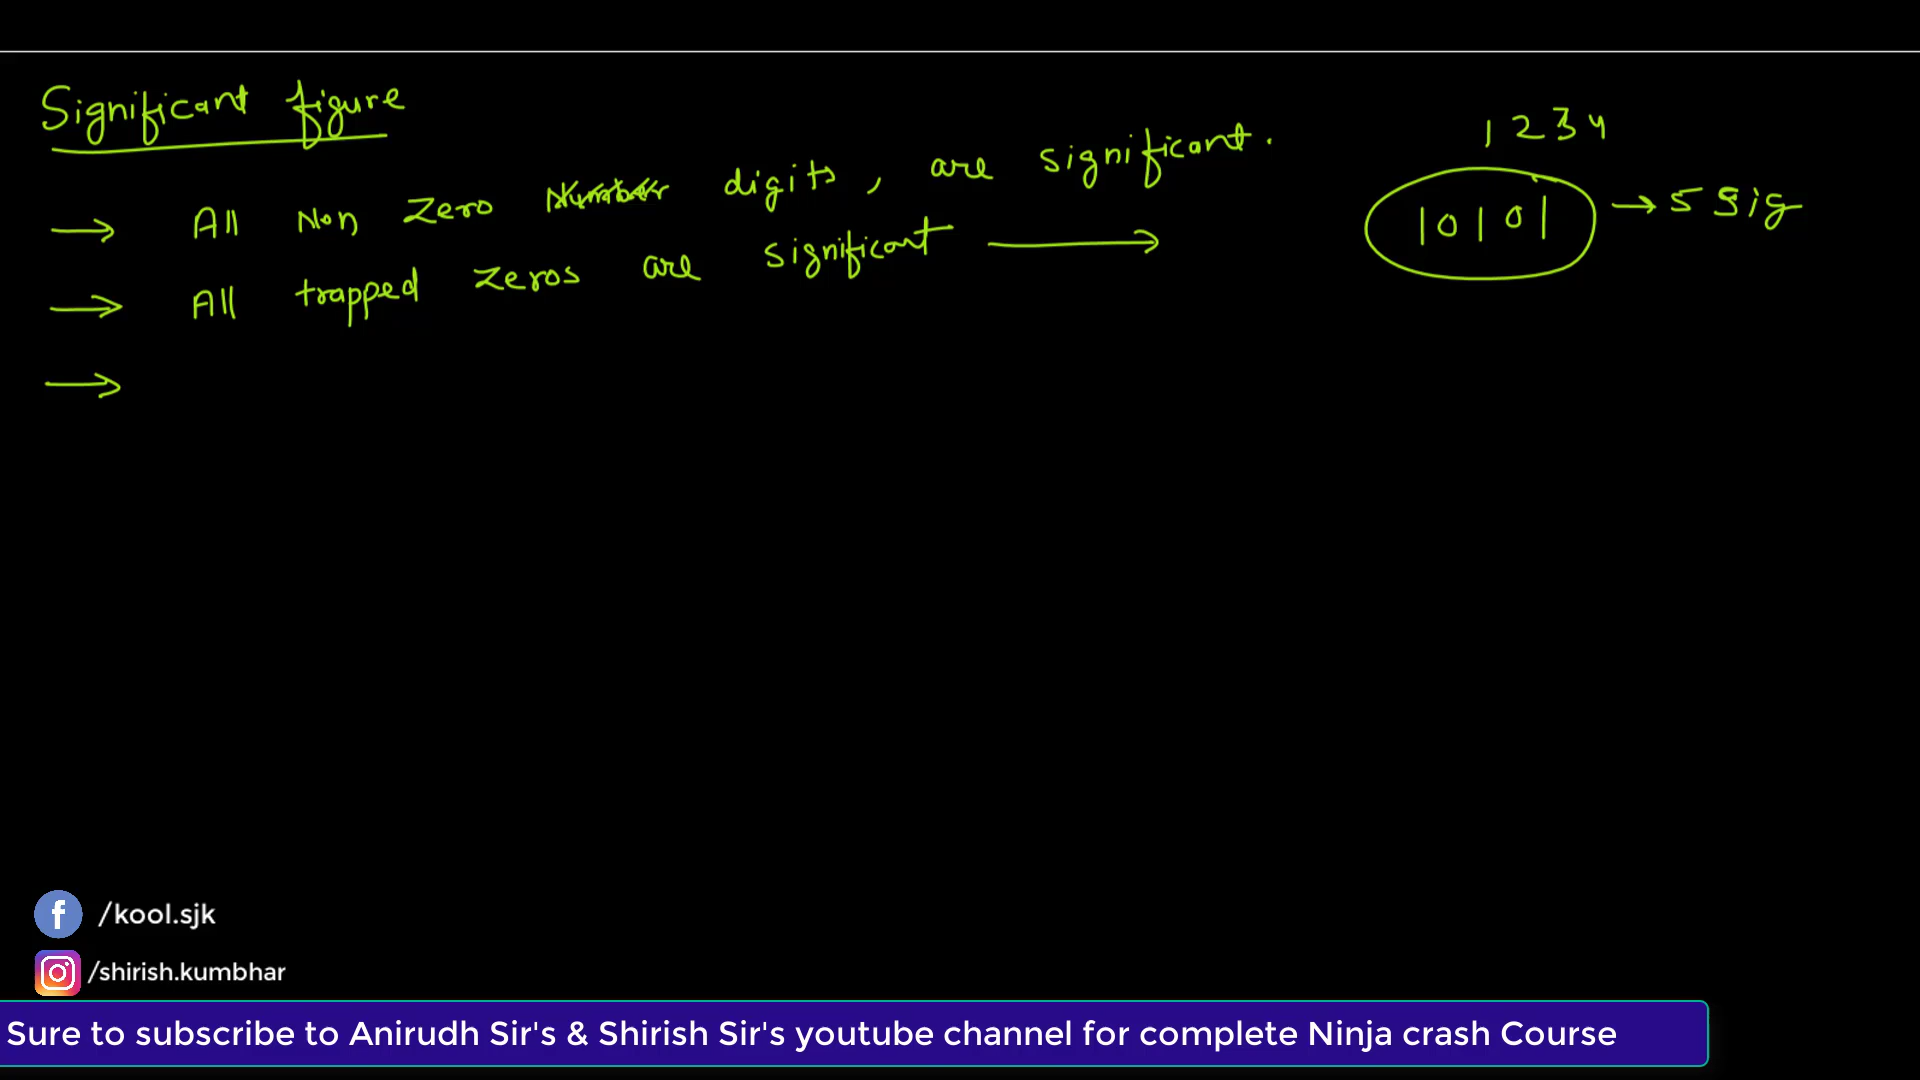 Significant figure
1 2 3 4
→ All Non Zero digits, are significant.
10101 → 5 sig
→ All trapped zeros are significant →
→
/kool.sjk
/shirish.kumbhar
Sure to subscribe to Anirudh Sir's & Shirish Sir's youtube channel for complete Ninja crash Course